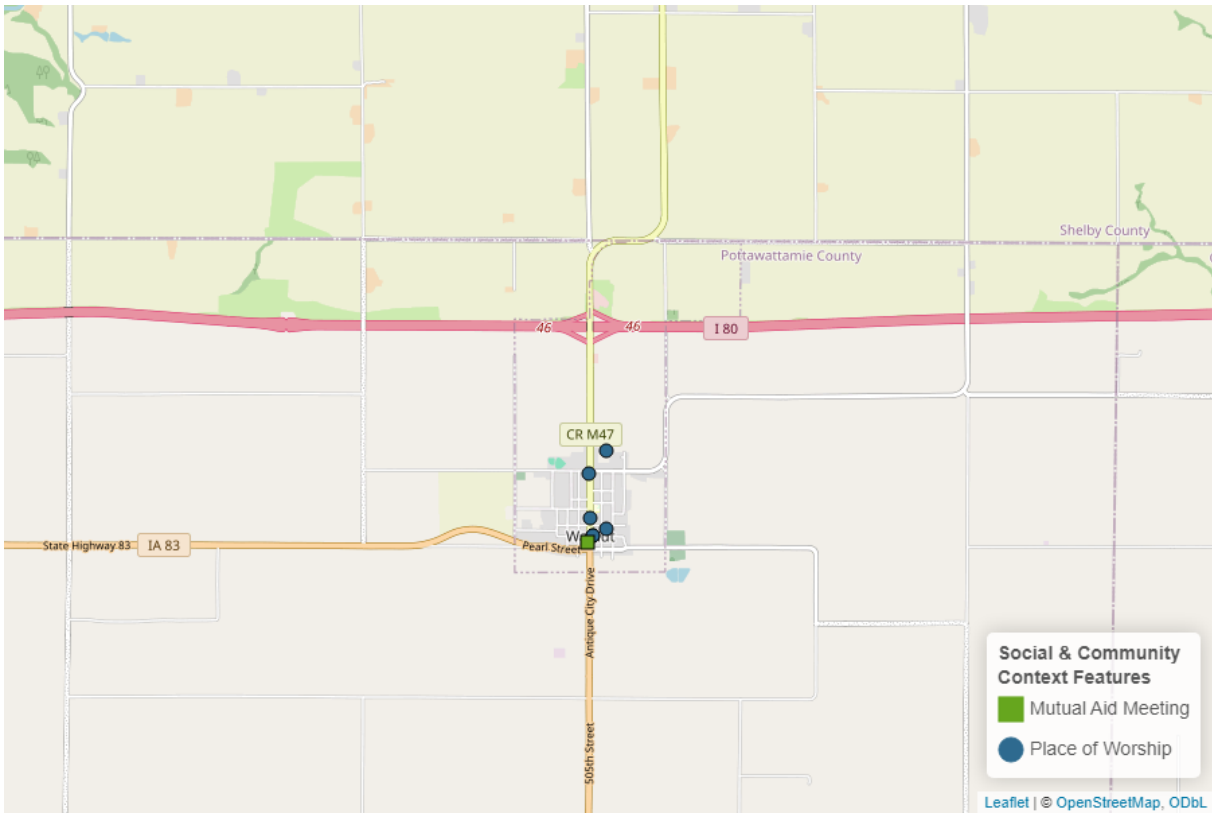 Shelby County
Pottawattamie County
46
46
I 80
CR M47
State Highway 83
IA 83
Pearl Street
Antique City Drive
505th Street
Social & Community
Context Features
Mutual Aid Meeting
Place of Worship
Leaflet | © OpenStreetMap, ODbL